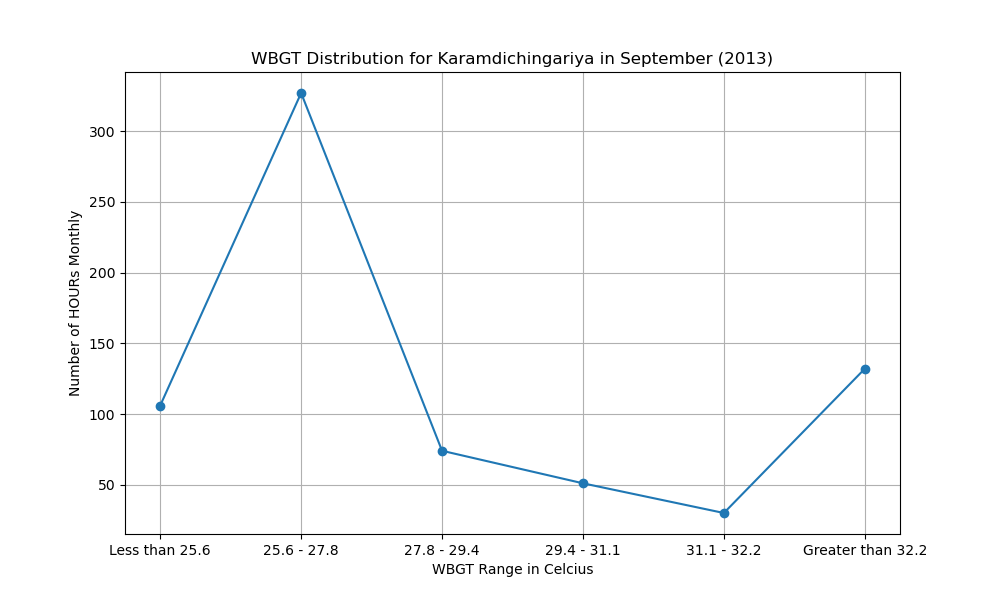 WBGT Distribution for Karamdichingariya in September (2013)
Number of HOURs Monthly
300
250
200
150
100
50
Less than 25.6
25.6 - 27.8
27.8 - 29.4
29.4 - 31.1
31.1 - 32.2
Greater than 32.2
WBGT Range in Celcius